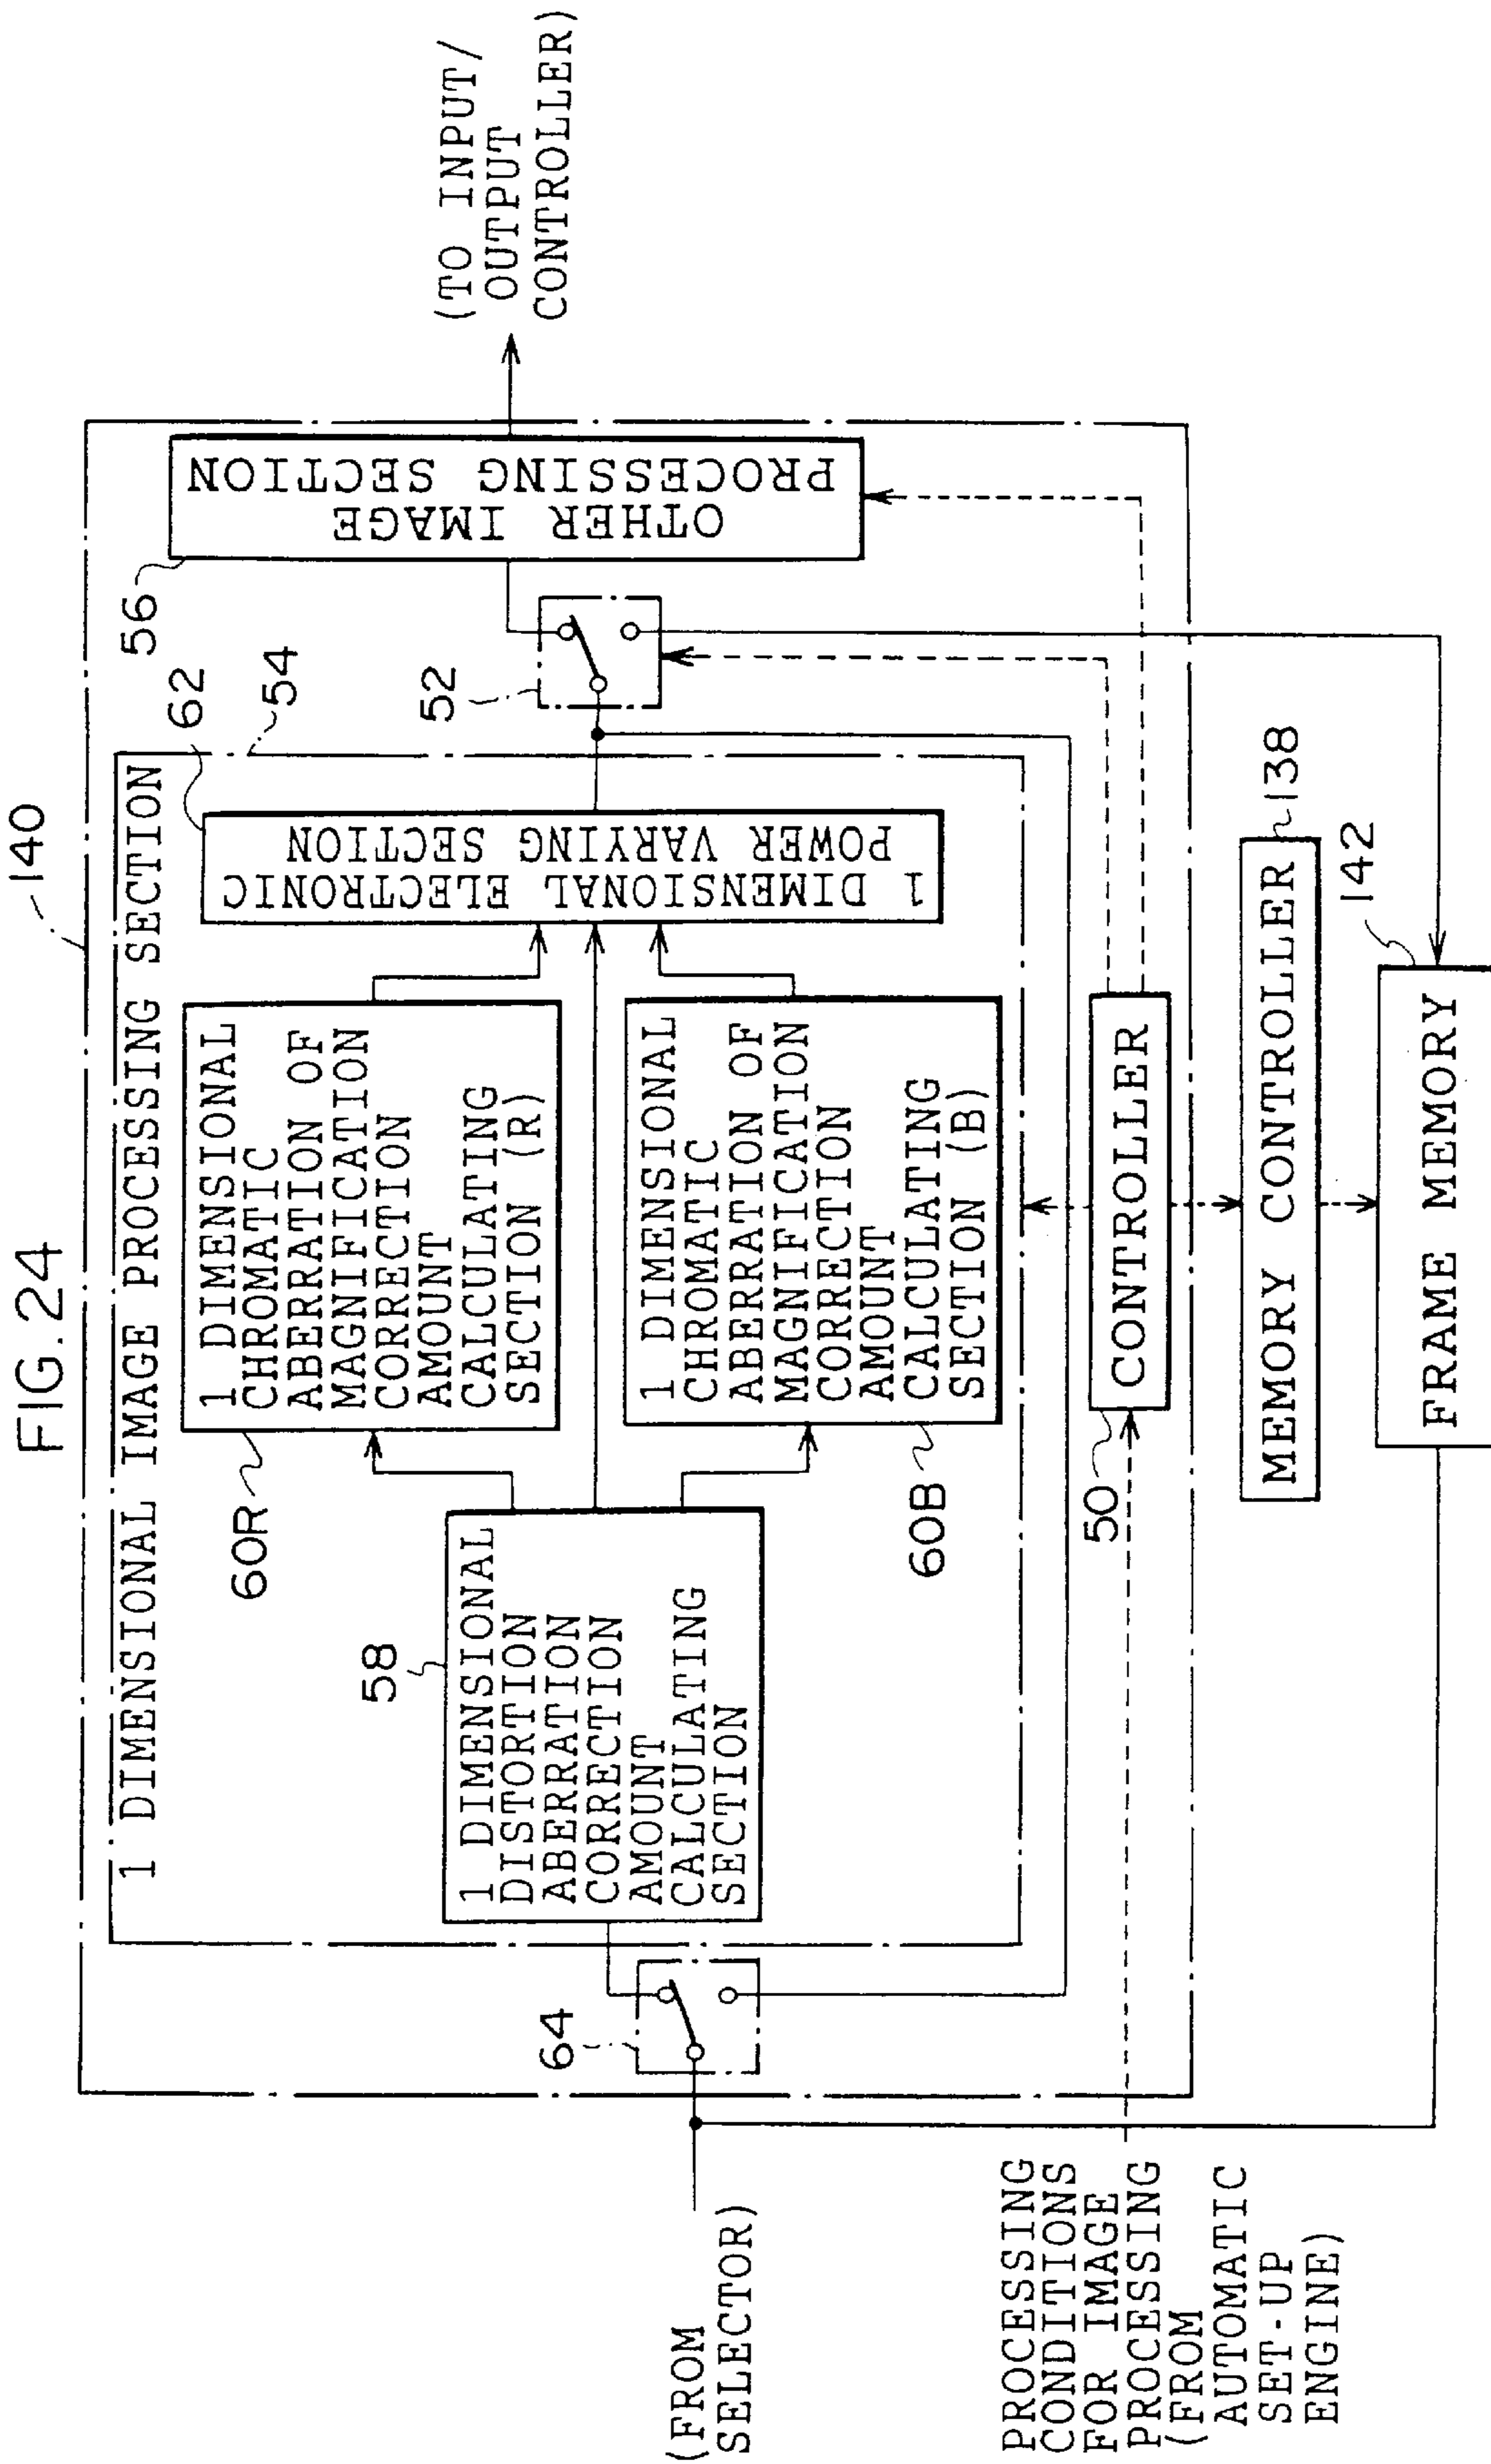 FIG.24
140
1 DIMENSIONAL IMAGE PROCESSING SECTION
54
62
56
60R
1 DIMENSIONAL
CHROMATIC
ABERRATION OF
MAGNIFICATION
CORRECTION
AMOUNT
CALCULATING
SECTION (R)
1 DIMENSIONAL ELECTRONIC
POWER VARYING SECTION
OTHER IMAGE
PROCESSING SECTION
(TO INPUT/
OUTPUT
CONTROLLER)
58
1 DIMENSIONAL
DISTORTION
ABERRATION
CORRECTION
AMOUNT
CALCULATING
SECTION
52
64
60B
1 DIMENSIONAL
CHROMATIC
ABERRATION OF
MAGNIFICATION
CORRECTION
AMOUNT
CALCULATING
SECTION (B)
(FROM
SELECTOR)
50
CONTROLLER
PROCESSING
CONDITIONS
FOR IMAGE
PROCESSING
(FROM
AUTOMATIC
SET-UP
ENGINE)
MEMORY CONTROLLER
138
142
FRAME MEMORY